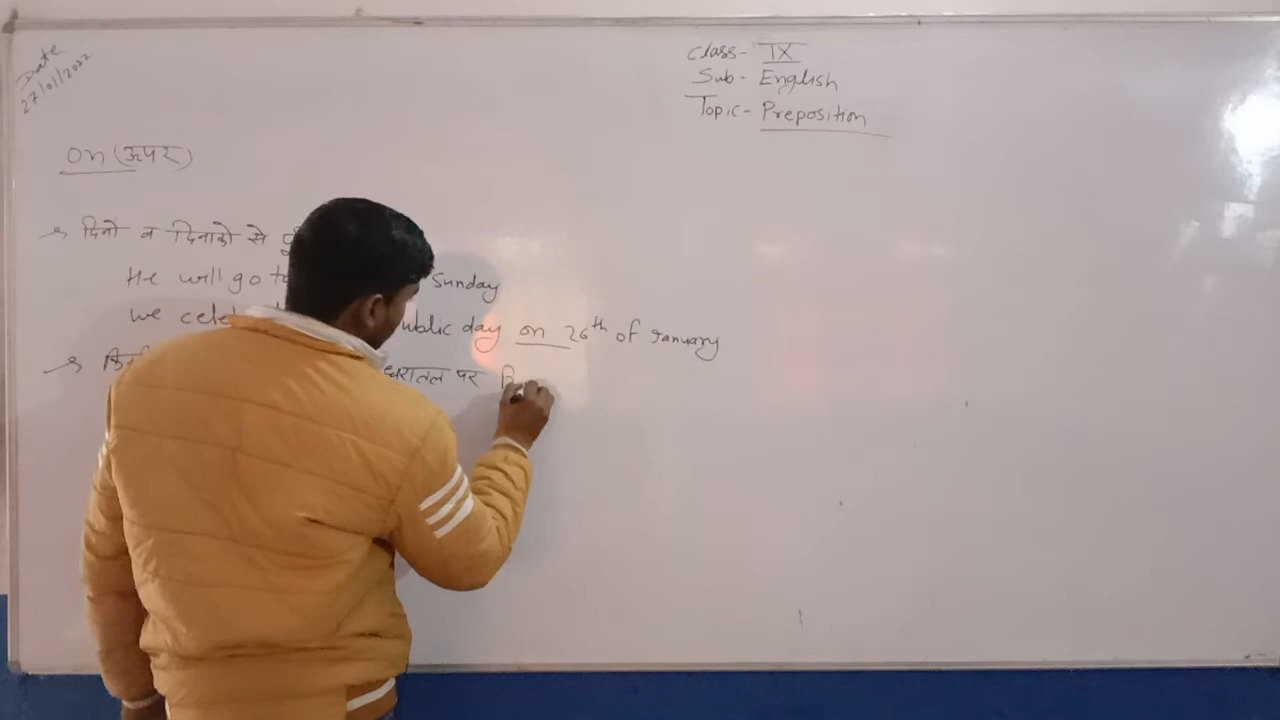 Date
27/01/2022
Class- IX
Sub- English
Topic- Preposition
On (ऊपर)
दिनो व दिनाको से
He will go to Sunday
we cele ublic day on 26th of January
धरातल पर